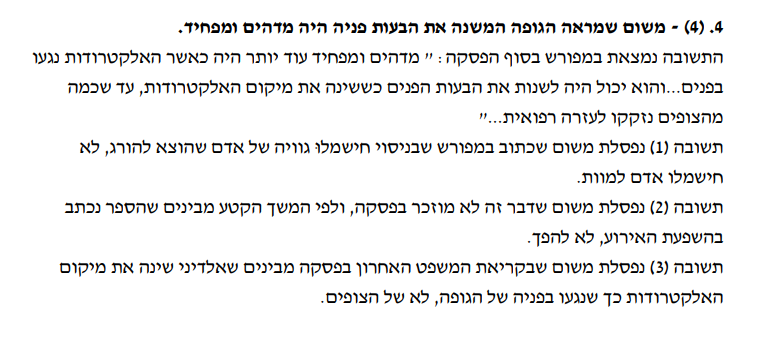 4. (4) - משום שמראה הגופה המשנה את הבעות פניה היה מדהים ומפחיד.
התשובה נמצאת במפורש בסוף הפסקה: "מדהים ומפחיד עוד יותר היה כאשר האלקטרודות נגעו
בפנים...והוא יכול היה לשנות את הבעות הפנים כששינה את מיקום האלקטרודות, עד שכמה
מהצופים נזקקו לעזרה רפואית..."
תשובה (1) נפסלת משום שכתוב במפורש שבניסוי חישמלו גוויה של אדם שהוצא להורג, לא
חישמלו אדם למוות.
תשובה (2) נפסלת משום שדבר זה לא מוזכר בפסקה, ולפי המשך הקטע מבינים שהספר נכתב
בהשפעת האירוע, לא להפך.
תשובה (3) נפסלת משום שבקריאת המשפט האחרון בפסקה מבינים שאלדיני שינה את מיקום
האלקטרודות כך שנגעו בפניה של הגופה, לא של הצופים.